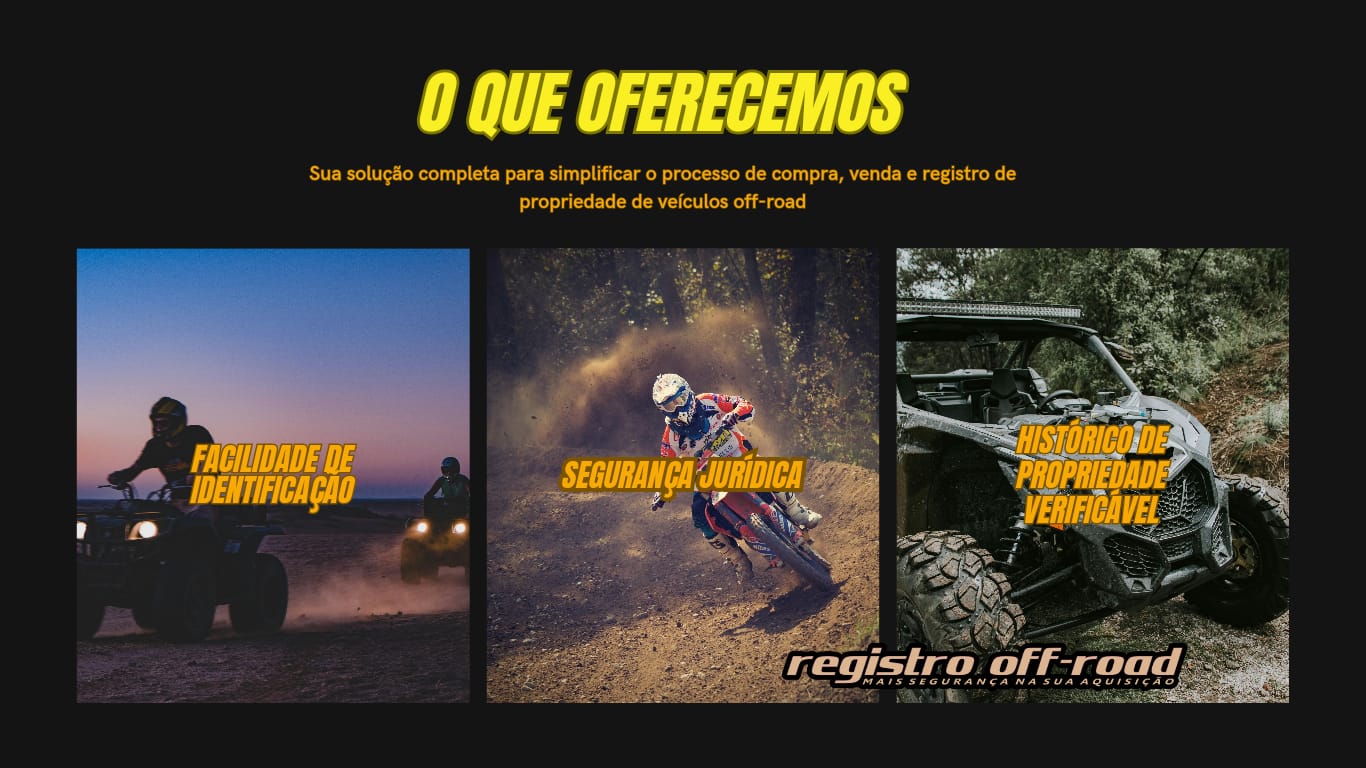 O QUE OFERECEMOS
Sua solução completa para simplificar o processo de compra, venda e registro de
propriedade de veículos off-road
FACILIDADE DE
IDENTIFICAÇÃO
SEGURANÇA JURÍDICA
HISTÓRICO DE
PROPRIEDADE
VERIFICÁVEL
registro off-road
MAIS SEGURANÇA NA SUA AQUISIÇÃO